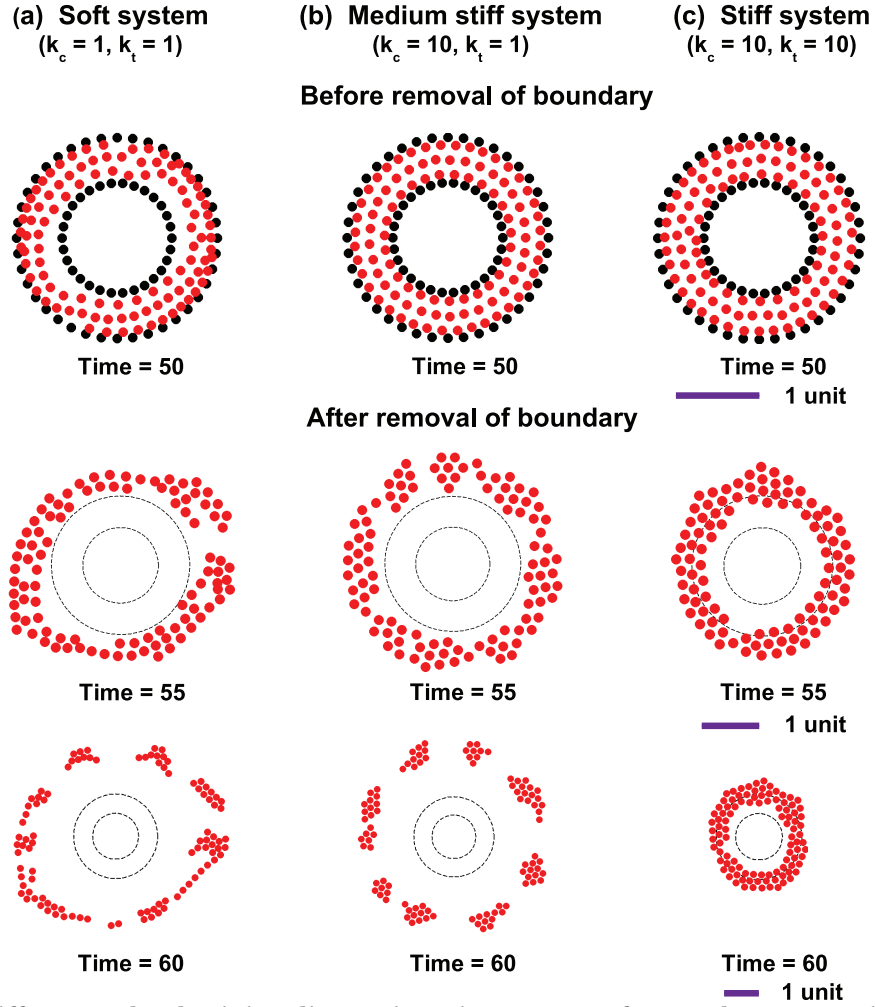 (a) Soft system
(k_c = 1, k_t = 1)
(b) Medium stiff system
(k_c = 10, k_t = 1)
(c) Stiff system
(k_c = 10, k_t = 10)
Before removal of boundary
Time = 50
Time = 50
Time = 50
1 unit
After removal of boundary
Time = 55
Time = 55
Time = 55
1 unit
Time = 60
Time = 60
Time = 60
1 unit